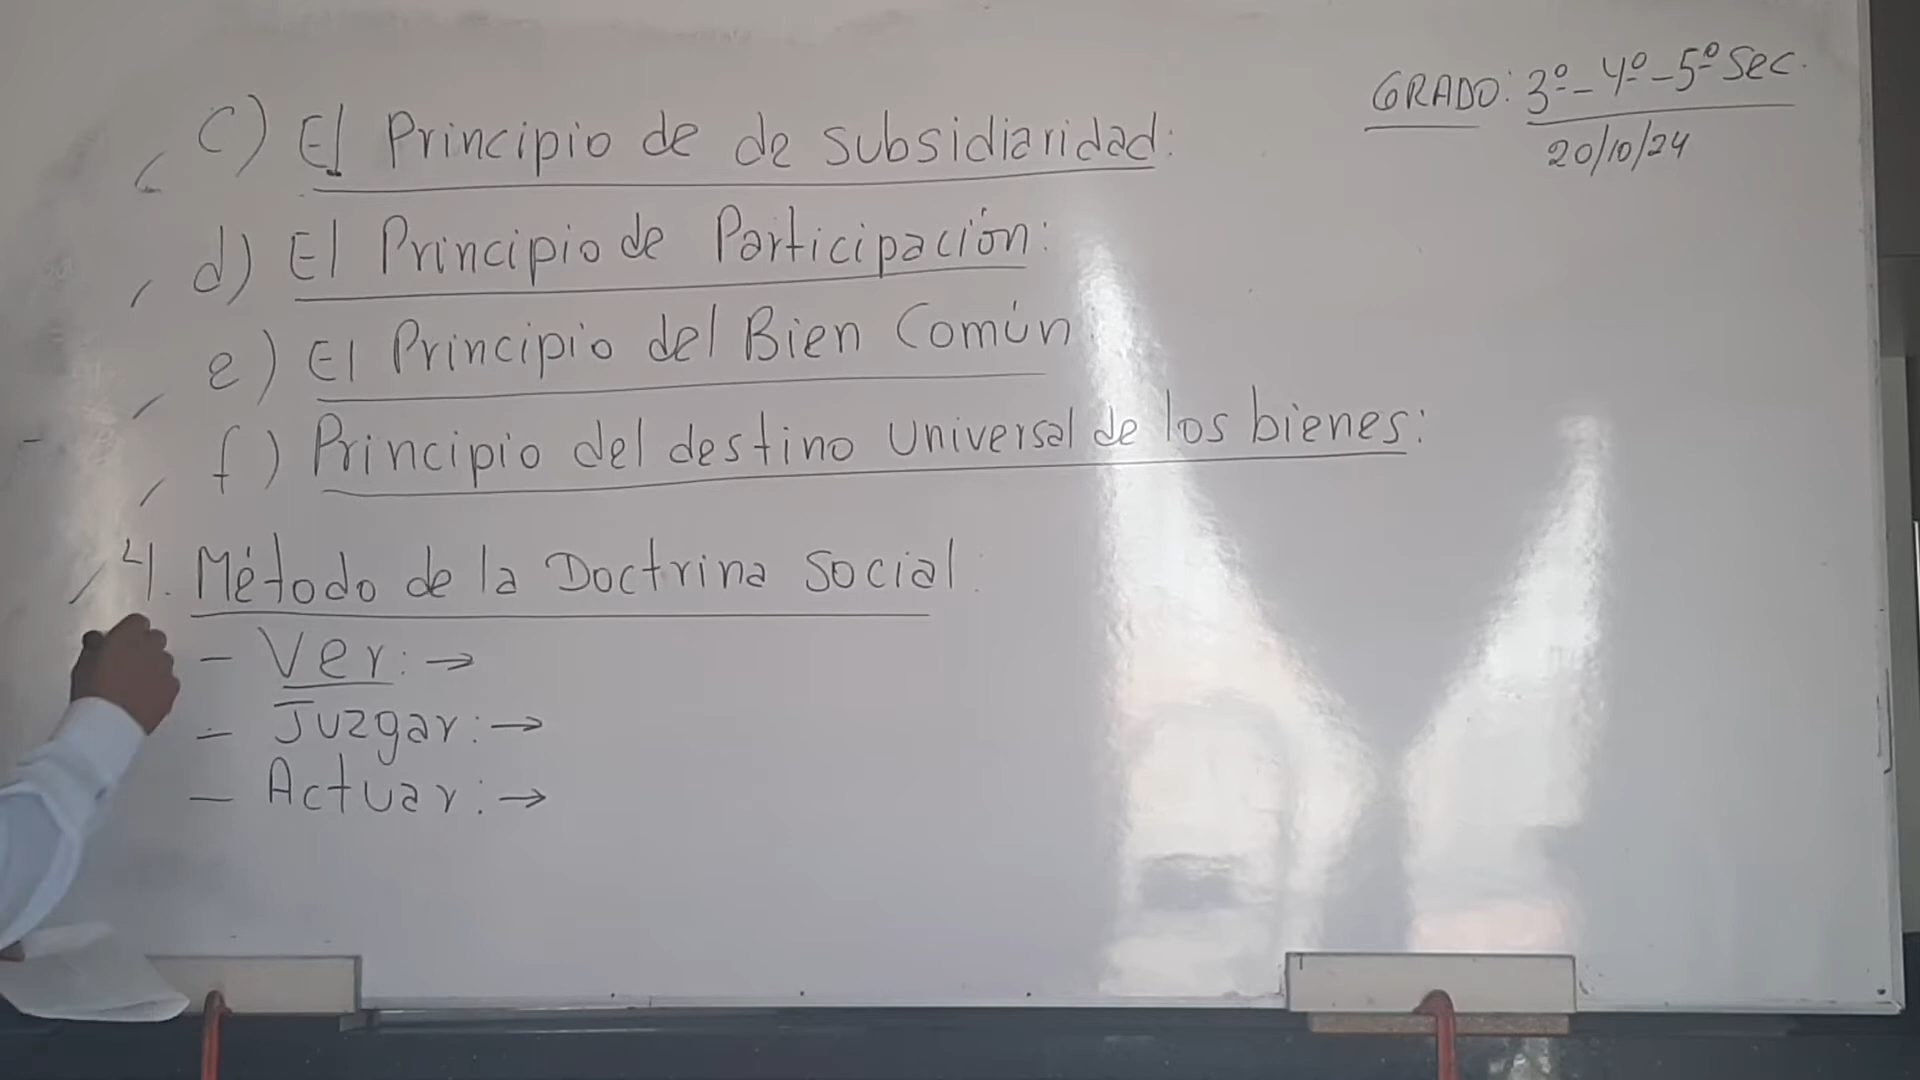 GRADO: 3º-4º-5º Sec.
20/10/24
c) El Principio de de subsidiaridad:
d) El Principio de Participación:
e) El Principio del Bien Común
f) Principio del destino Universal de los bienes:
4. Método de la Doctrina Social:
- Ver: →
- Juzgar: →
- Actuar: →